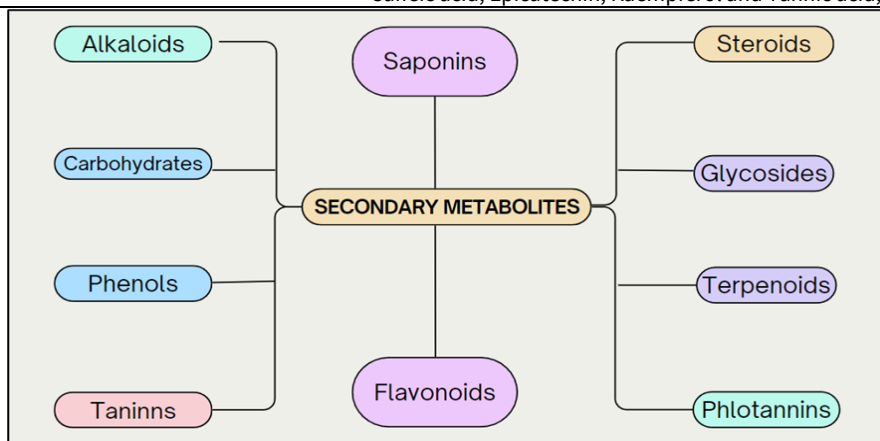 Alkaloids
Saponins
Steroids
Carbohydrates
Glycosides
SECONDARY METABOLITES
Phenols
Terpenoids
Flavonoids
Taninns
Phlotannins